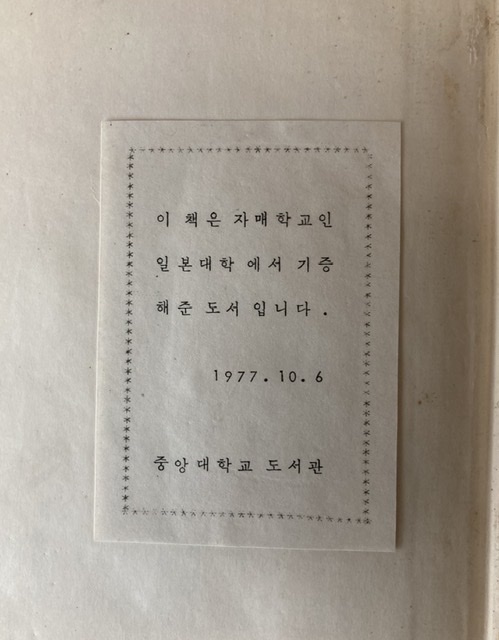 이 책은 자매학교인
일본대학에서 기증
해준 도서입니다.
1977. 10. 6
중앙대학교 도서관